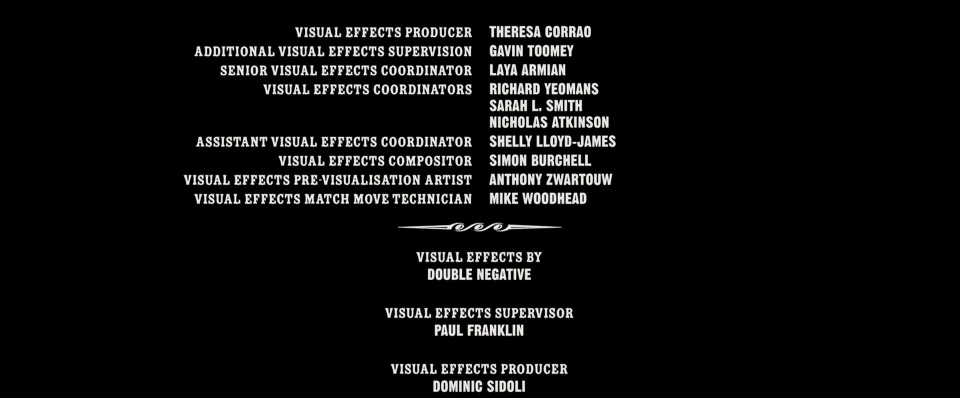 VISUAL EFFECTS PRODUCER THERESA CORRAO
ADDITIONAL VISUAL EFFECTS SUPERVISION GAVIN TOOMEY
SENIOR VISUAL EFFECTS COORDINATOR LAYA ARMIAN
VISUAL EFFECTS COORDINATORS RICHARD YEOMANS
SARAH L. SMITH
NICHOLAS ATKINSON
ASSISTANT VISUAL EFFECTS COORDINATOR SHELLY LLOYD-JAMES
VISUAL EFFECTS COMPOSITOR SIMON BURCHELL
VISUAL EFFECTS PRE-VISUALISATION ARTIST ANTHONY ZWARTOUW
VISUAL EFFECTS MATCH MOVE TECHNICIAN MIKE WOODHEAD
VISUAL EFFECTS BY
DOUBLE NEGATIVE
VISUAL EFFECTS SUPERVISOR
PAUL FRANKLIN
VISUAL EFFECTS PRODUCER
DOMINIC SIDOLI